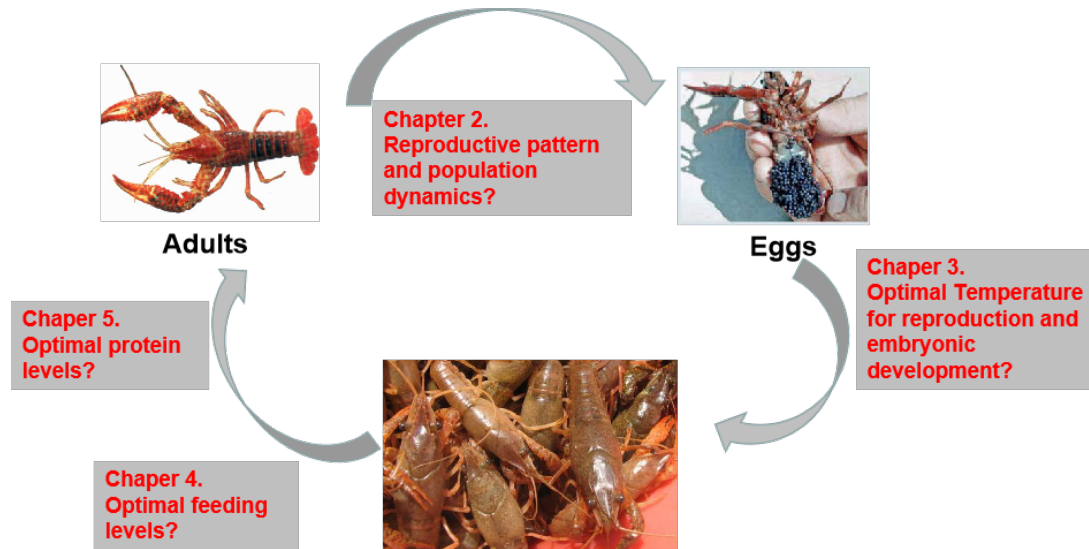 Chapter 2.
Reproductive pattern
and population
dynamics?
Adults
Eggs
Chaper 3.
Optimal Temperature
for reproduction and
embryonic
development?
Chaper 5.
Optimal protein
levels?
Chaper 4.
Optimal feeding
levels?